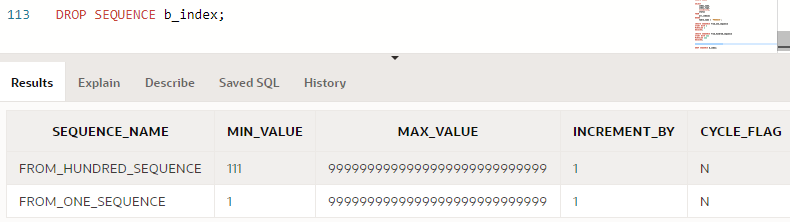 113 DROP SEQUENCE b_index;
Results Explain Describe Saved SQL History
SEQUENCE_NAME MIN_VALUE MAX_VALUE INCREMENT_BY CYCLE_FLAG
FROM_HUNDRED_SEQUENCE 111 9999999999999999999999999999 1 N
FROM_ONE_SEQUENCE 1 9999999999999999999999999999 1 N